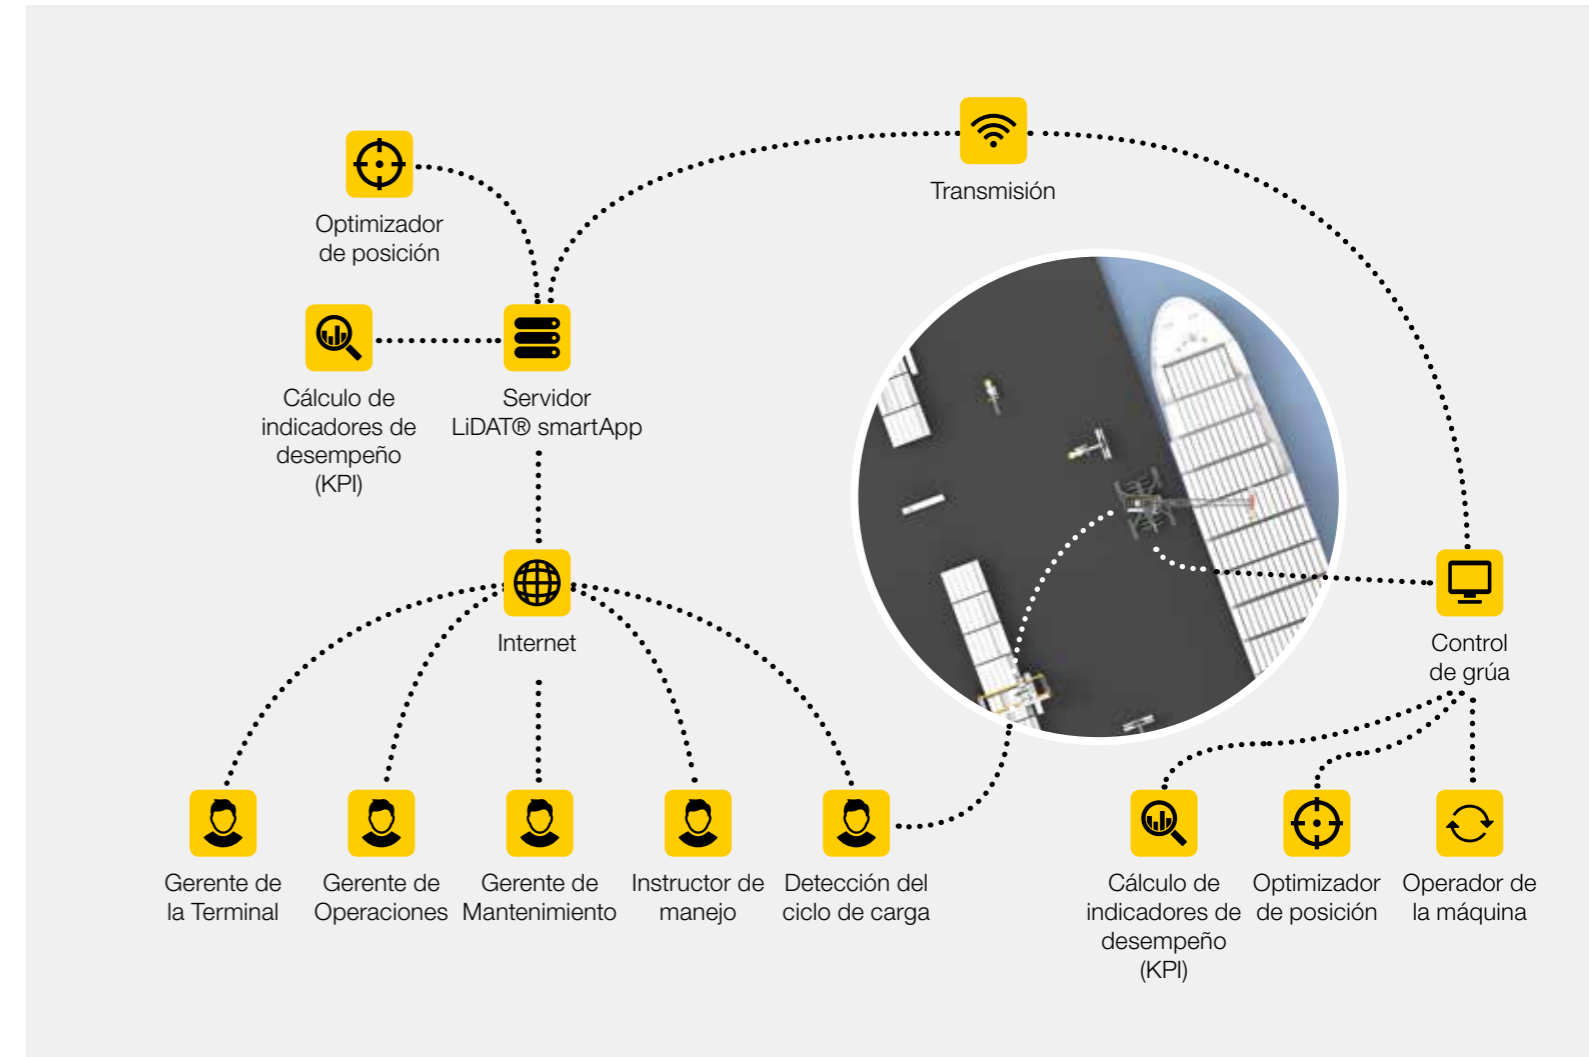 Transmisión
Optimizador
de posición
Cálculo de
indicadores de
desempeño
(KPI)
Servidor
LiDAT® smartApp
Internet
Control
de grúa
Gerente de
la Terminal
Gerente de
Operaciones
Gerente de
Mantenimiento
Instructor de
manejo
Detección del
ciclo de carga
Cálculo de
indicadores de
desempeño
(KPI)
Optimizador
de posición
Operador de
la máquina